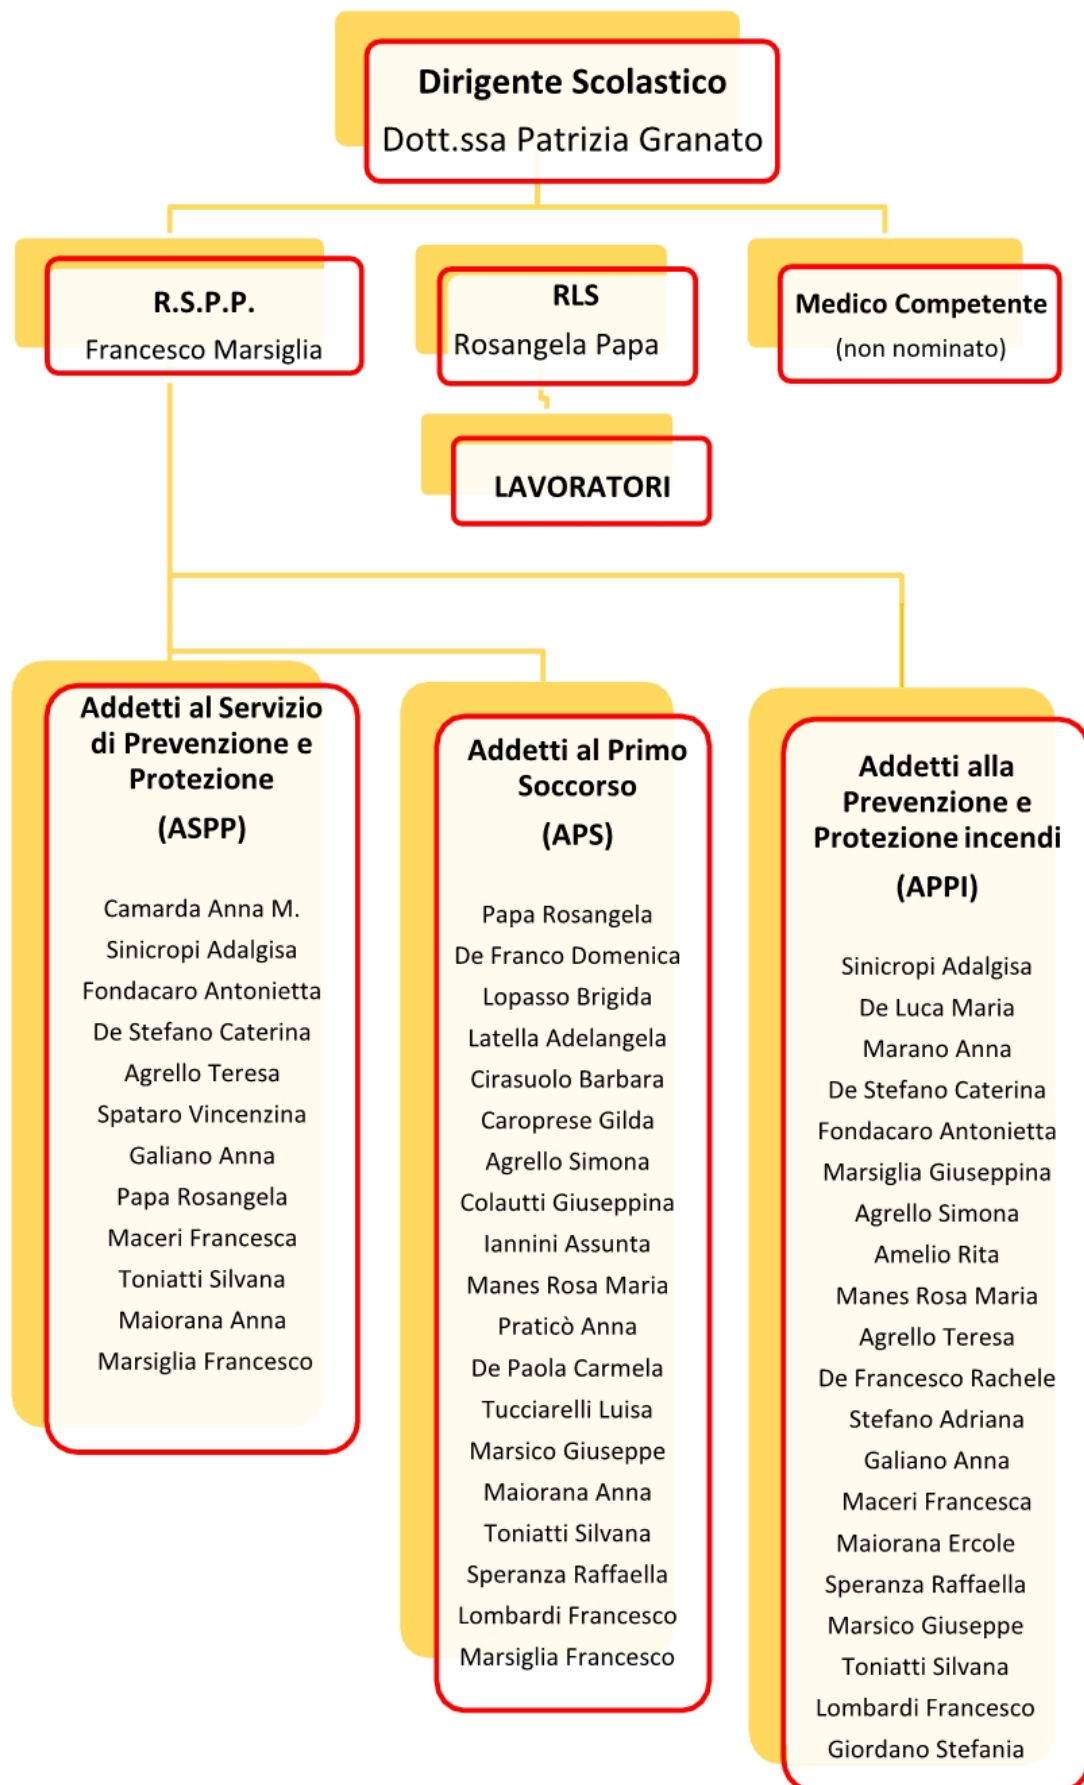 Dirigente Scolastico
Dott.ssa Patrizia Granato
R.S.P.P.
Francesco Marsiglia
RLS
Rosangela Papa
Medico Competente
(non nominato)
LAVORATORI
Addetti al Servizio
di Prevenzione e
Protezione
(ASPP)
Camarda Anna M.
Sinicropi Adalgisa
Fondacaro Antonietta
De Stefano Caterina
Agrello Teresa
Spataro Vincenzina
Galiano Anna
Papa Rosangela
Maceri Francesca
Toniatti Silvana
Maiorana Anna
Marsiglia Francesco
Addetti al Primo
Soccorso
(APS)
Papa Rosangela
De Franco Domenica
Lopasso Brigida
Latella Adelangela
Cirasuolo Barbara
Caroprese Gilda
Agrello Simona
Colautti Giuseppina
Iannini Assunta
Manes Rosa Maria
Praticò Anna
De Paola Carmela
Tucciarelli Luisa
Marsico Giuseppe
Maiorana Anna
Toniatti Silvana
Speranza Raffaella
Lombardi Francesco
Marsiglia Francesco
Addetti alla
Prevenzione e
Protezione incendi
(APPI)
Sinicropi Adalgisa
De Luca Maria
Marano Anna
De Stefano Caterina
Fondacaro Antonietta
Marsiglia Giuseppina
Agrello Simona
Amelio Rita
Manes Rosa Maria
Agrello Teresa
De Francesco Rachele
Stefano Adriana
Galiano Anna
Maceri Francesca
Maiorana Ercole
Speranza Raffaella
Marsico Giuseppe
Toniatti Silvana
Lombardi Francesco
Giordano Stefania